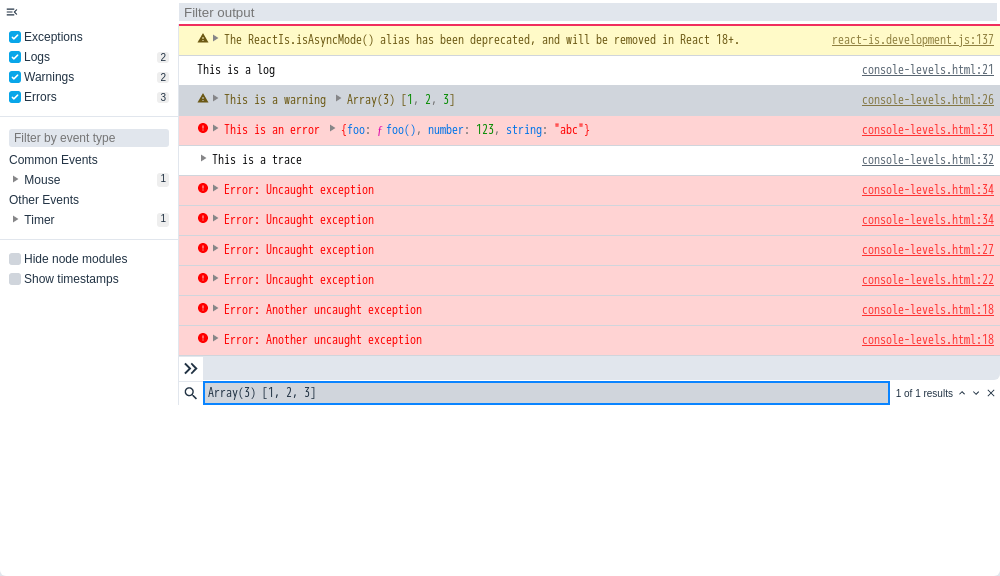 Filter output
Exceptions
Logs 2
Warnings 2
Errors 3
Filter by event type
Common Events
Mouse 1
Other Events
Timer 1
Hide node modules
Show timestamps
The ReactIs.isAsyncMode() alias has been deprecated, and will be removed in React 18+. react-is.development.js:137
This is a log console-levels.html:21
This is a warning Array(3) [1, 2, 3] console-levels.html:26
This is an error {foo: ƒ foo(), number: 123, string: "abc"} console-levels.html:31
This is a trace console-levels.html:32
Error: Uncaught exception console-levels.html:34
Error: Uncaught exception console-levels.html:34
Error: Uncaught exception console-levels.html:27
Error: Uncaught exception console-levels.html:22
Error: Another uncaught exception console-levels.html:18
Error: Another uncaught exception console-levels.html:18
Array(3) [1, 2, 3] 1 of 1 results